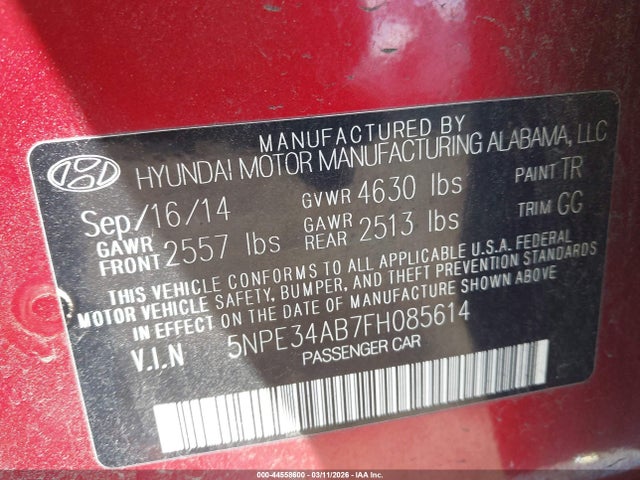 MANUFACTURED BY
HYUNDAI MOTOR MANUFACTURING ALABAMA, LLC
Sep/16/14 GVWR 4630 lbs PAINT TR
GAWR FRONT 2557 lbs GAWR REAR 2513 lbs TRIM GG
THIS VEHICLE CONFORMS TO ALL APPLICABLE U.S.A. FEDERAL
MOTOR VEHICLE SAFETY, BUMPER, AND THEFT PREVENTION
STANDARDS IN EFFECT ON THE DATE OF MANUFACTURE SHOWN ABOVE
V.I.N 5NPE34AB7FH085614
PASSENGER CAR
000-44558600 - 03/11/2026 - IAA Inc.